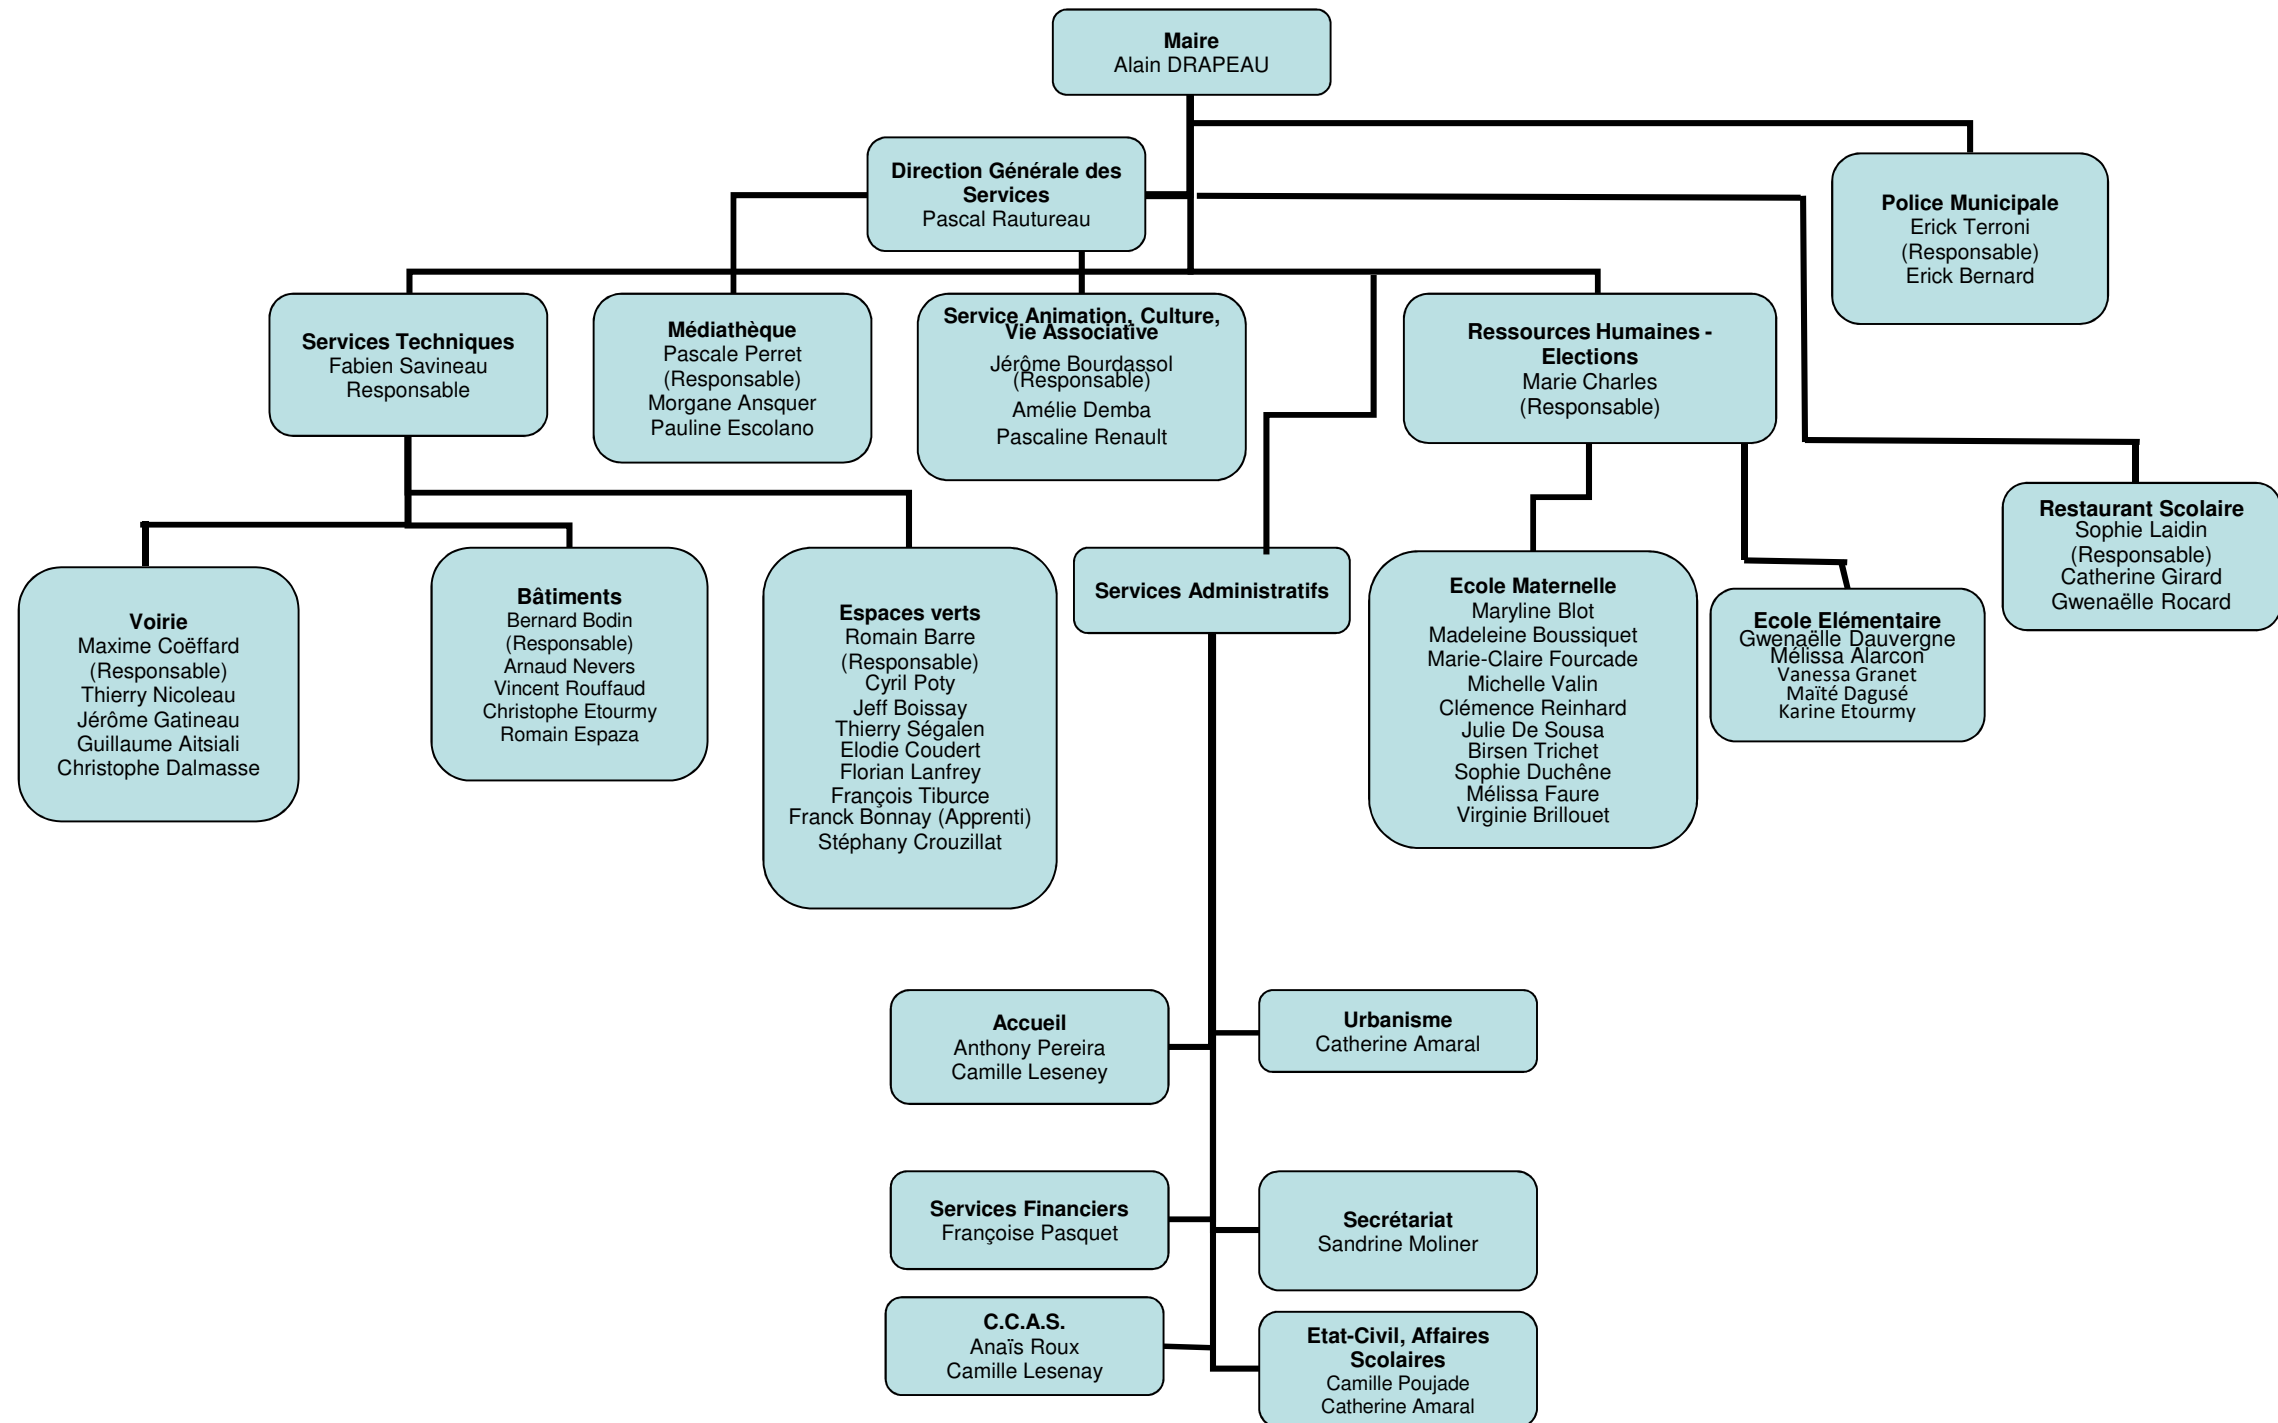 Maire
Alain DRAPEAU
Direction Générale des
Services
Pascal Rautureau
Police Municipale
Erick Terroni
(Responsable)
Erick Bernard
Services Techniques
Fabien Savineau
Responsable
Médiathèque
Pascale Perret
(Responsable)
Morgane Ansquer
Pauline Escolano
Service Animation, Culture,
Vie Associative
Jérôme Bourdassol
(Responsable)
Amélie Demba
Pascaline Renault
Ressources Humaines -
Elections
Marie Charles
(Responsable)
Restaurant Scolaire
Sophie Laidin
(Responsable)
Catherine Girard
Gwenaëlle Rocard
Voirie
Maxime Coëffard
(Responsable)
Thierry Nicoleau
Jérôme Gatineau
Guillaume Aitsiali
Christophe Dalmasse
Bâtiments
Bernard Bodin
(Responsable)
Arnaud Nevers
Vincent Rouffaud
Christophe Etourmy
Romain Espaza
Espaces verts
Romain Barre
(Responsable)
Cyril Poty
Jeff Boissay
Thierry Ségalen
Elodie Coudert
Florian Lanfrey
François Tiburce
Franck Bonnay (Apprenti)
Stéphany Crouzillat
Services Administratifs
Ecole Maternelle
Maryline Blot
Madeleine Boussiquet
Marie-Claire Fourcade
Michelle Valin
Clémence Reinhard
Julie De Sousa
Birsen Trichet
Sophie Duchêne
Mélissa Faure
Virginie Brillouet
Ecole Elémentaire
Gwenaëlle Dauvergne
Mélissa Alarcon
Vanessa Granet
Maïté Dagusé
Karine Etourmy
Accueil
Anthony Pereira
Camille Leseney
Urbanisme
Catherine Amaral
Services Financiers
Françoise Pasquet
Secrétariat
Sandrine Moliner
C.C.A.S.
Anaïs Roux
Camille Lesenay
Etat-Civil, Affaires
Scolaires
Camille Poujade
Catherine Amaral